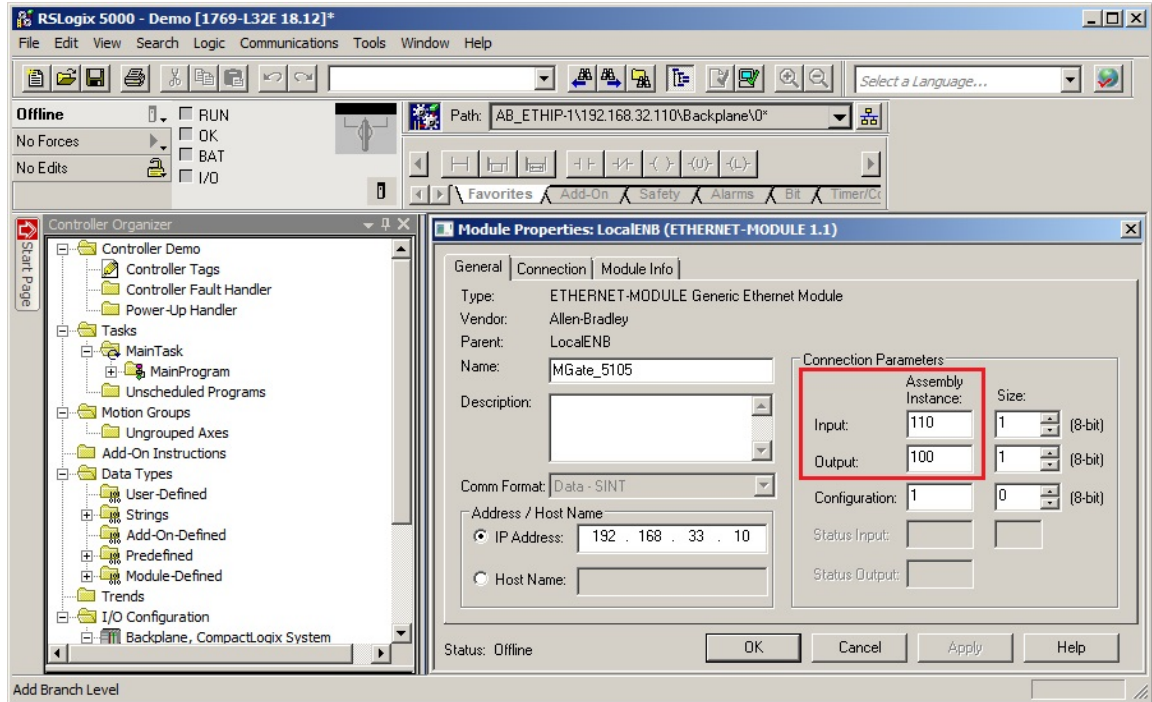 RSLogix 5000 - Demo [1769-L32E 18.12]*
File Edit View Search Logic Communications Tools Window Help
Select a Language...
Offline
RUN
No Forces
OK
No Edits
BAT
I/O
Path: AB_ETHIP-1\192.168.32.110\Backplane\0*
Favorites Add-On Safety Alarms Bit Timer/Cc
Start Page
Controller Organizer
Controller Demo
Controller Tags
Controller Fault Handler
Power-Up Handler
Tasks
MainTask
MainProgram
Unscheduled Programs
Motion Groups
Ungrouped Axes
Add-On Instructions
Data Types
User-Defined
Strings
Add-On-Defined
Predefined
Module-Defined
Trends
I/O Configuration
Backplane, CompactLogix System
Module Properties: LocalENB (ETHERNET-MODULE 1.1)
General Connection Module Info
Type: ETHERNET-MODULE Generic Ethernet Module
Vendor: Allen-Bradley
Parent: LocalENB
Name: MGate_5105
Description:
Comm Format: Data - SINT
Address / Host Name
IP Address: 192 . 168 . 33 . 10
Host Name:
Connection Parameters
Assembly
Instance: Size:
Input: 110 1 (8-bit)
Output: 100 1 (8-bit)
Configuration: 1 0 (8-bit)
Status Input:
Status Output:
Status: Offline
OK Cancel Apply Help
Add Branch Level